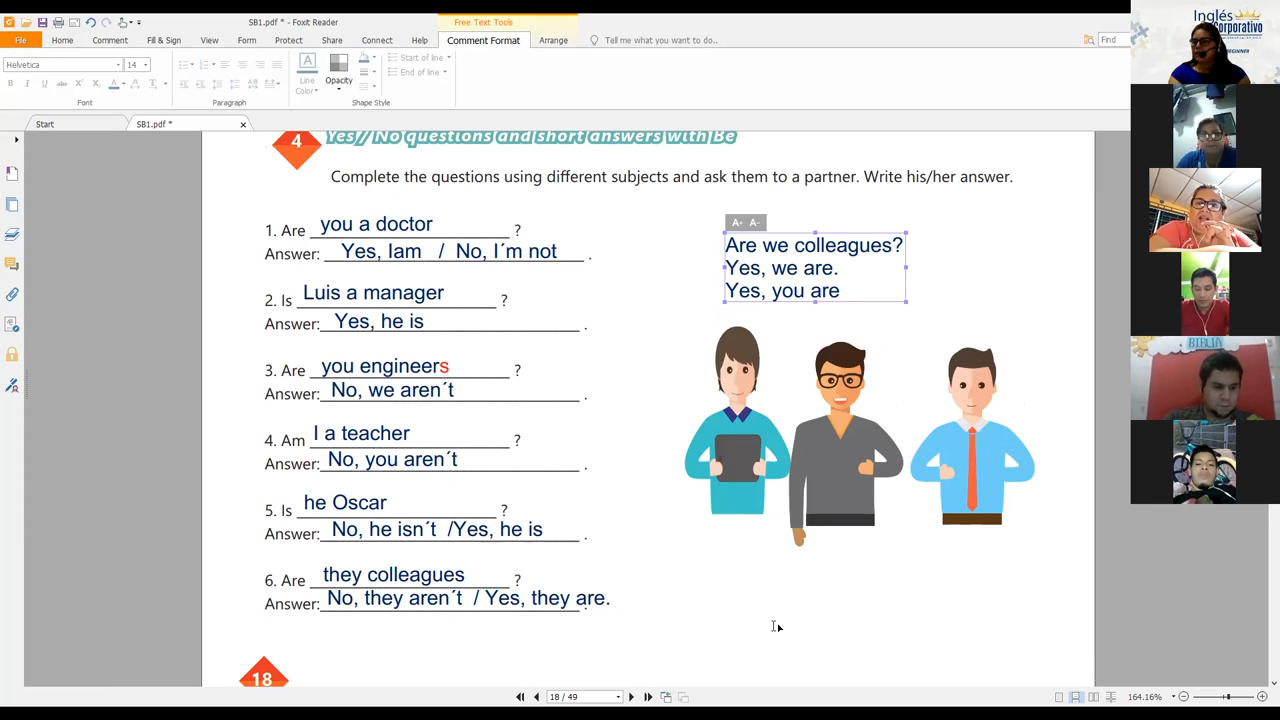 SB1.pdf * - Foxit Reader
Free Text Tools
File Home Comment Fill & Sign View Form Protect Share Connect Help Comment Format Arrange Tell me what you want to do.. Find
Helvetica 14
Line Color
Opacity
Start of line
End of line
Font Paragraph Shape Style
Start SB1.pdf *
4 Yes// No questions and short answers with Be
Complete the questions using different subjects and ask them to a partner. Write his/her answer.
1. Are you a doctor ?
Answer: Yes, Iam / No, I´m not .
2. Is Luis a manager ?
Answer: Yes, he is .
3. Are you engineers ?
Answer: No, we aren´t .
4. Am I a teacher ?
Answer: No, you aren´t .
5. Is he Oscar ?
Answer: No, he isn´t /Yes, he is .
6. Are they colleagues ?
Answer: No, they aren´t / Yes, they are. .
A+ A-
Are we colleagues?
Yes, we are.
Yes, you are
18
18 / 49
164.16%
Inglés
Corporativo
BEGINNER
BIBLIA